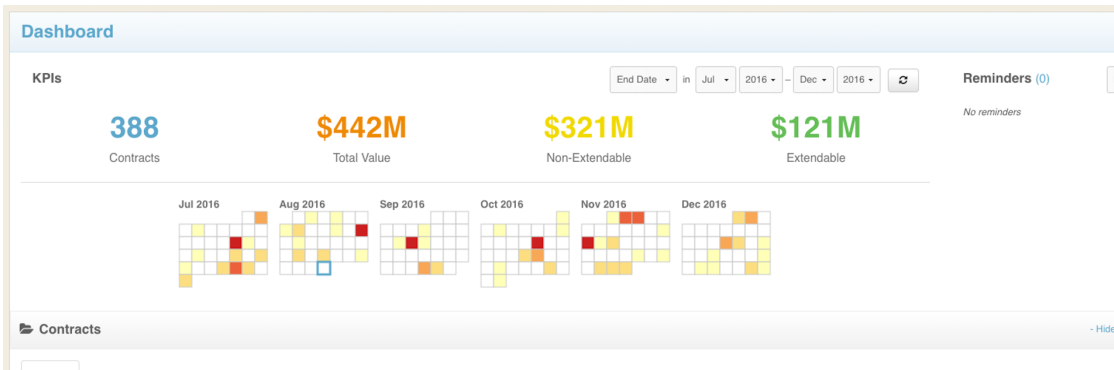 Dashboard
KPIs
End Date in Jul 2016 – Dec 2016
Reminders (0)
No reminders
388 $442M $321M $121M
Contracts Total Value Non-Extendable Extendable
Jul 2016 Aug 2016 Sep 2016 Oct 2016 Nov 2016 Dec 2016
Contracts
- Hide